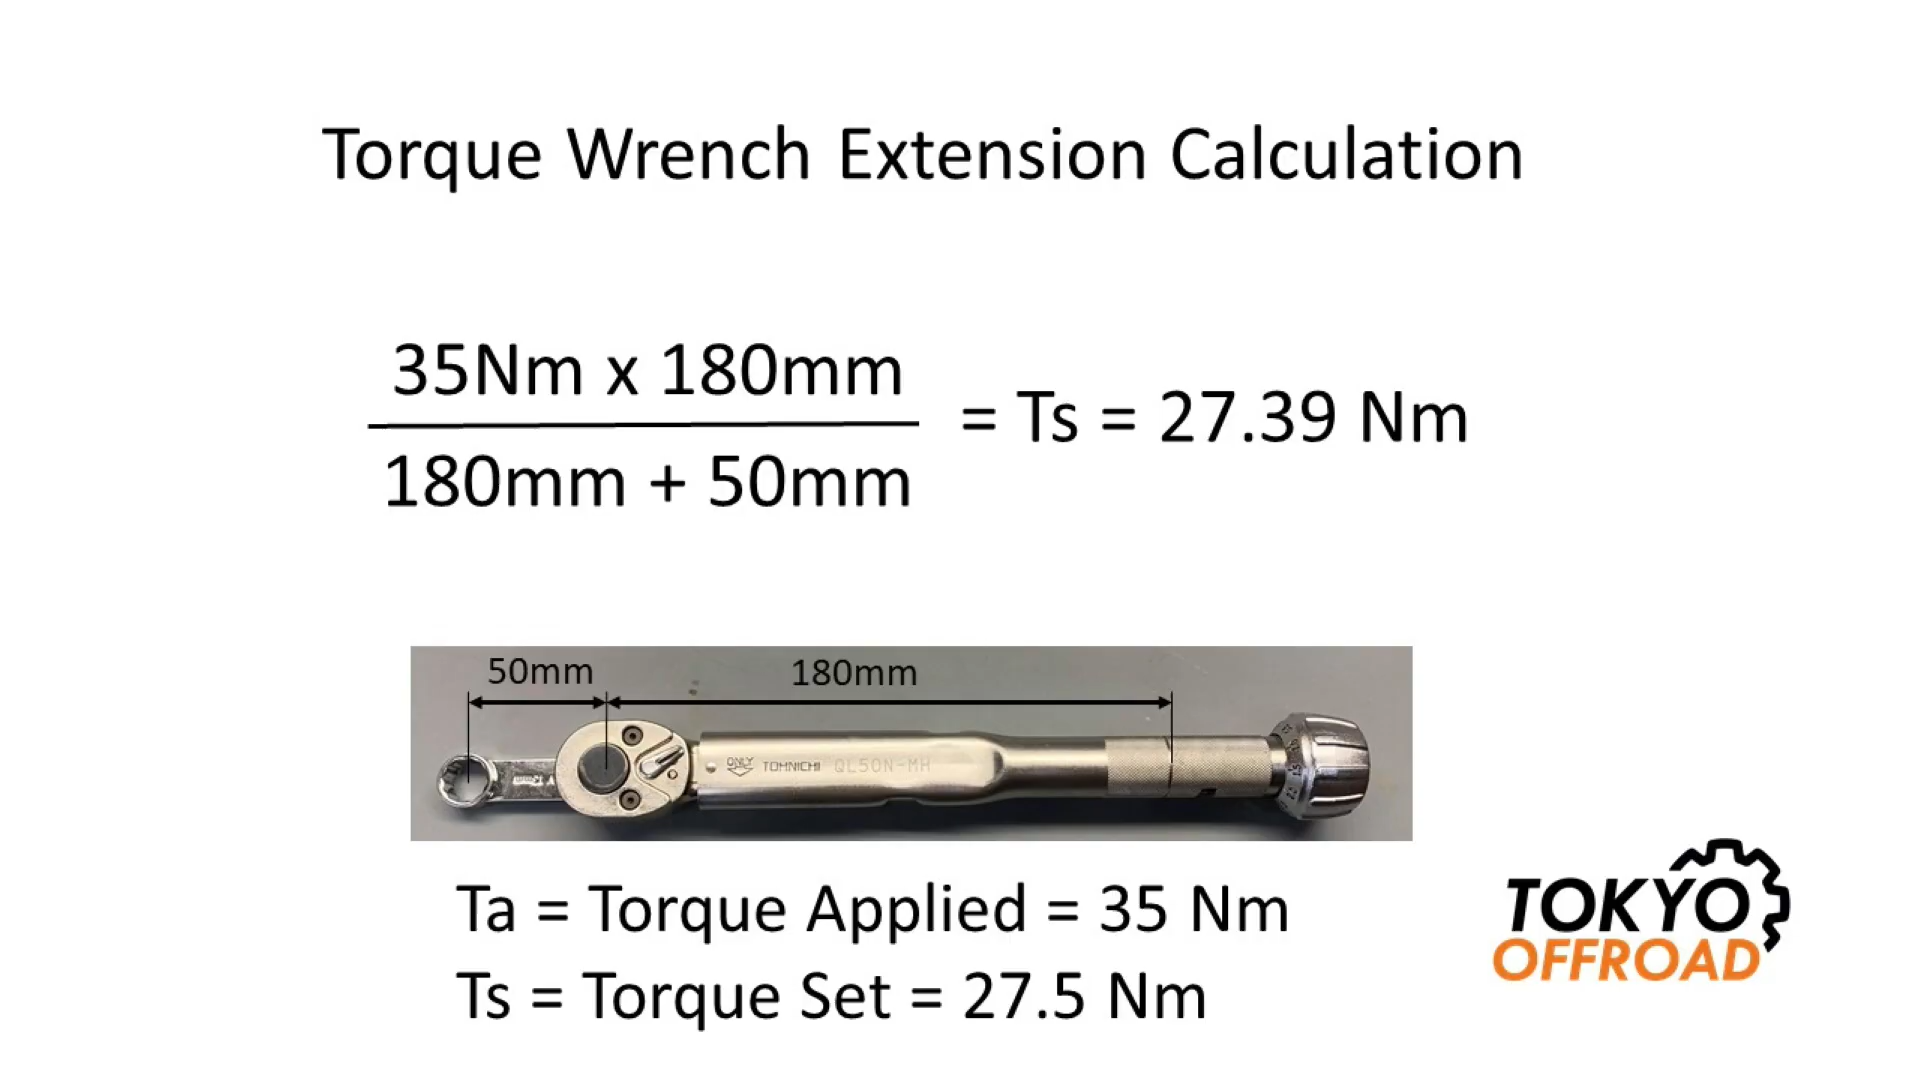 Torque Wrench Extension Calculation
35Nm x 180mm
180mm + 50mm
= Ts = 27.39 Nm
50mm
180mm
ONLY
TOHNICHI
QL50N-MH
Ta = Torque Applied = 35 Nm
Ts = Torque Set = 27.5 Nm
TOKYO
OFFROAD